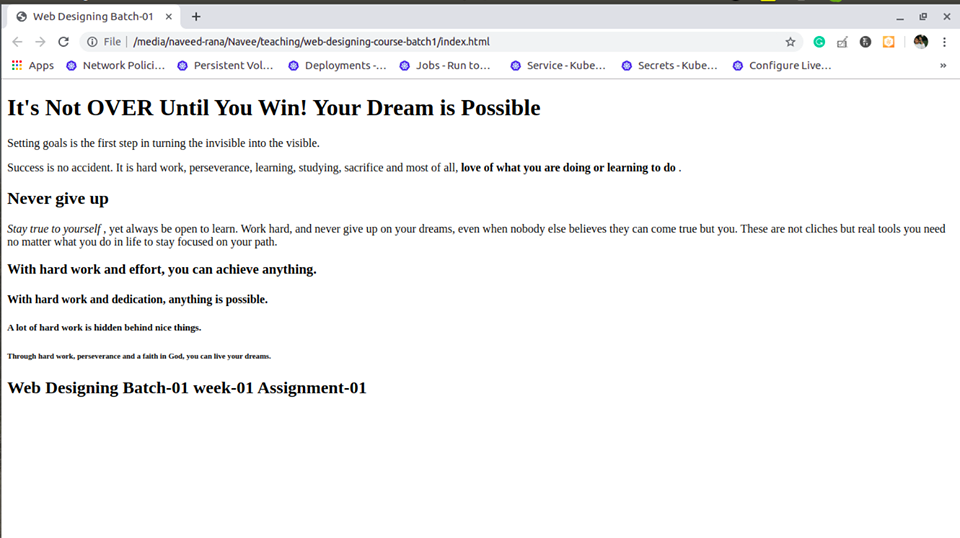 Web Designing Batch-01
File | /media/naveed-rana/Navee/teaching/web-designing-course-batch1/index.html
Apps Network Polici... Persistent Vol... Deployments -... Jobs - Run to... Service - Kube... Secrets - Kube... Configure Live... »
It's Not OVER Until You Win! Your Dream is Possible
Setting goals is the first step in turning the invisible into the visible.
Success is no accident. It is hard work, perseverance, learning, studying, sacrifice and most of all, love of what you are doing or learning to do .
Never give up
Stay true to yourself , yet always be open to learn. Work hard, and never give up on your dreams, even when nobody else believes they can come true but you. These are not cliches but real tools you need
no matter what you do in life to stay focused on your path.
With hard work and effort, you can achieve anything.
With hard work and dedication, anything is possible.
A lot of hard work is hidden behind nice things.
Through hard work, perseverance and a faith in God, you can live your dreams.
Web Designing Batch-01 week-01 Assignment-01